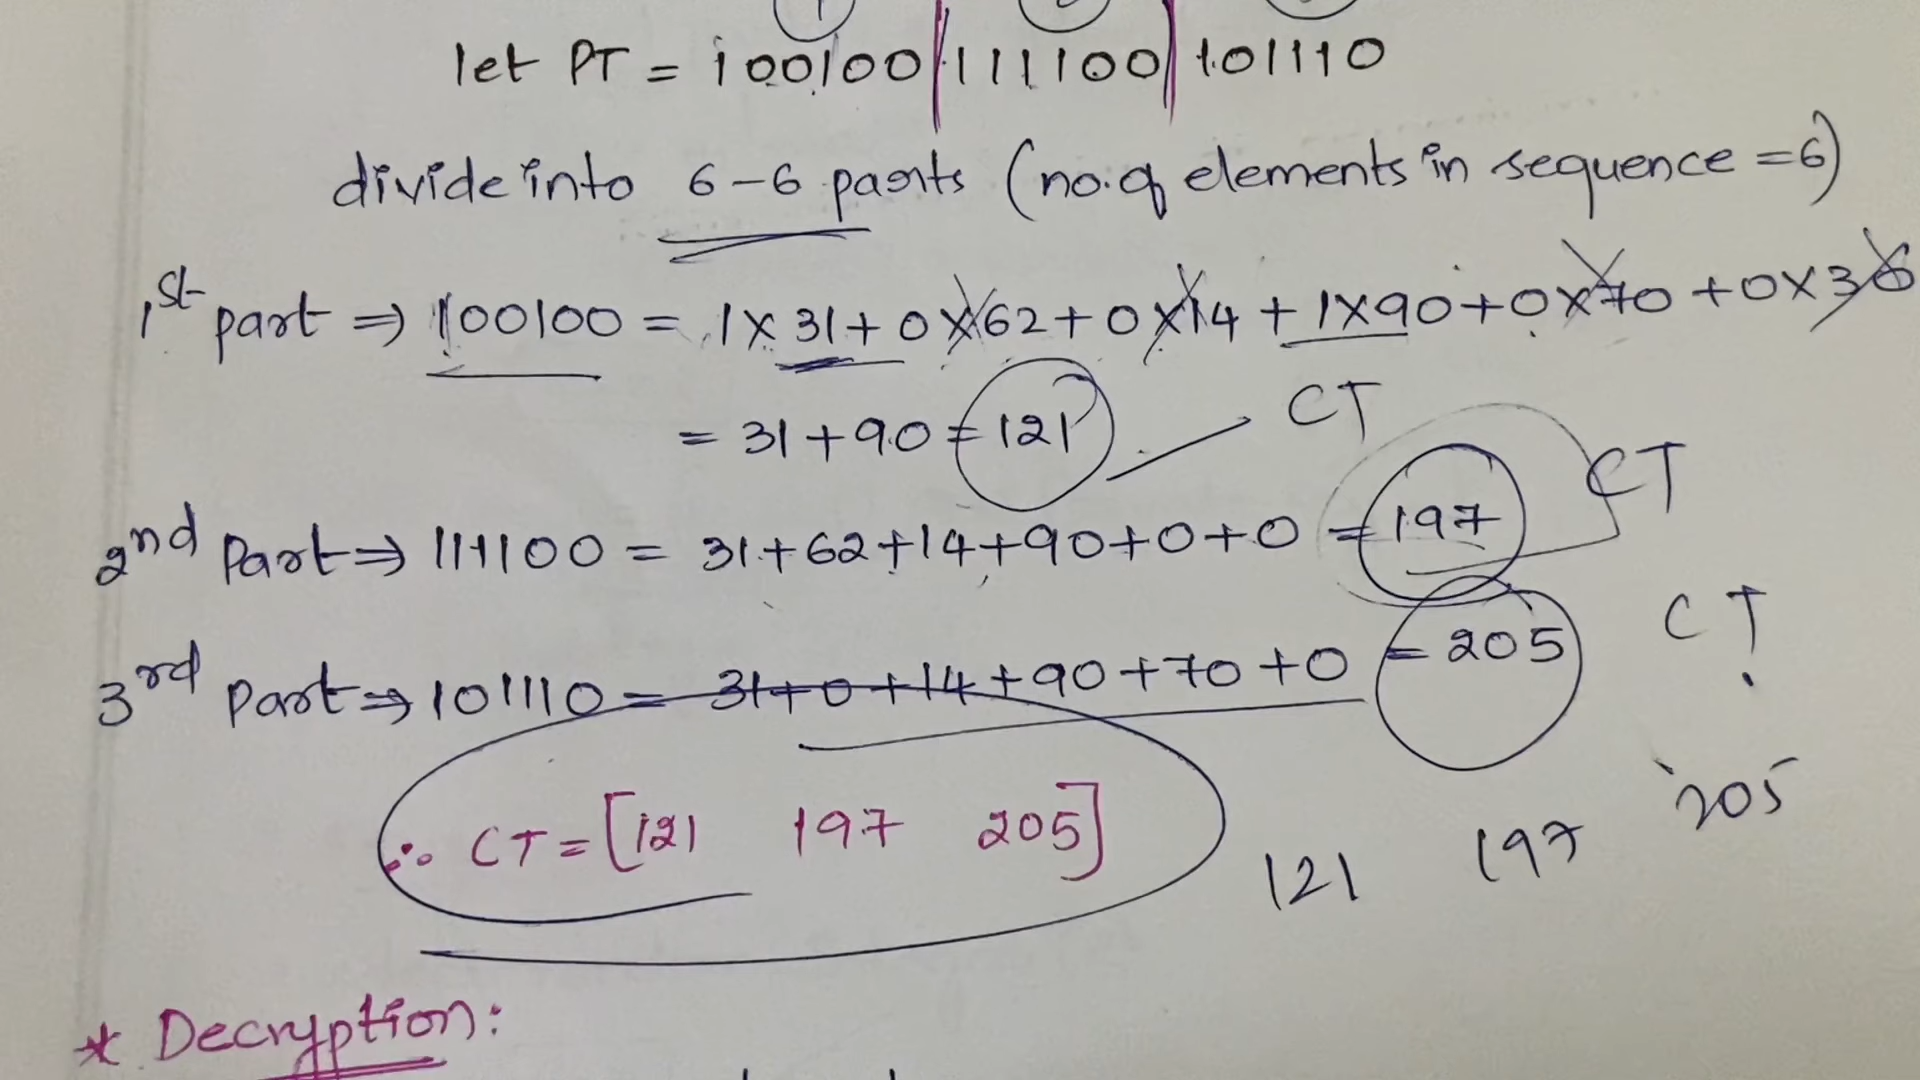 let PT = 100100|111100|101110
divide into 6-6 parts (no.of elements in sequence = 6)
1st part ⇒ 100100 = 1×31+0×62+0×14+1×90+0×70+0×36
= 31+90 = 121
CT
2nd Part ⇒ 111100 = 31+62+14+90+0+0 = 197
CT
3rd Part ⇒ 101110 = 31+0+14+90+70+0 = 205
CT
∴ CT = [121 197 205]
121 197 205
* Decryption: